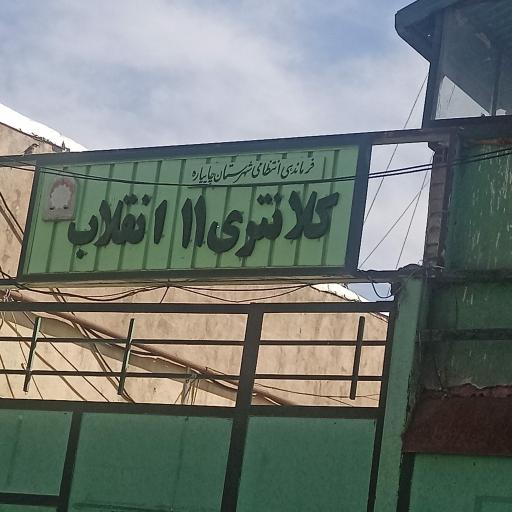 فرماندهی انتظامی شهرستان چایپاره
کلانتری ۱۱ انقلاب